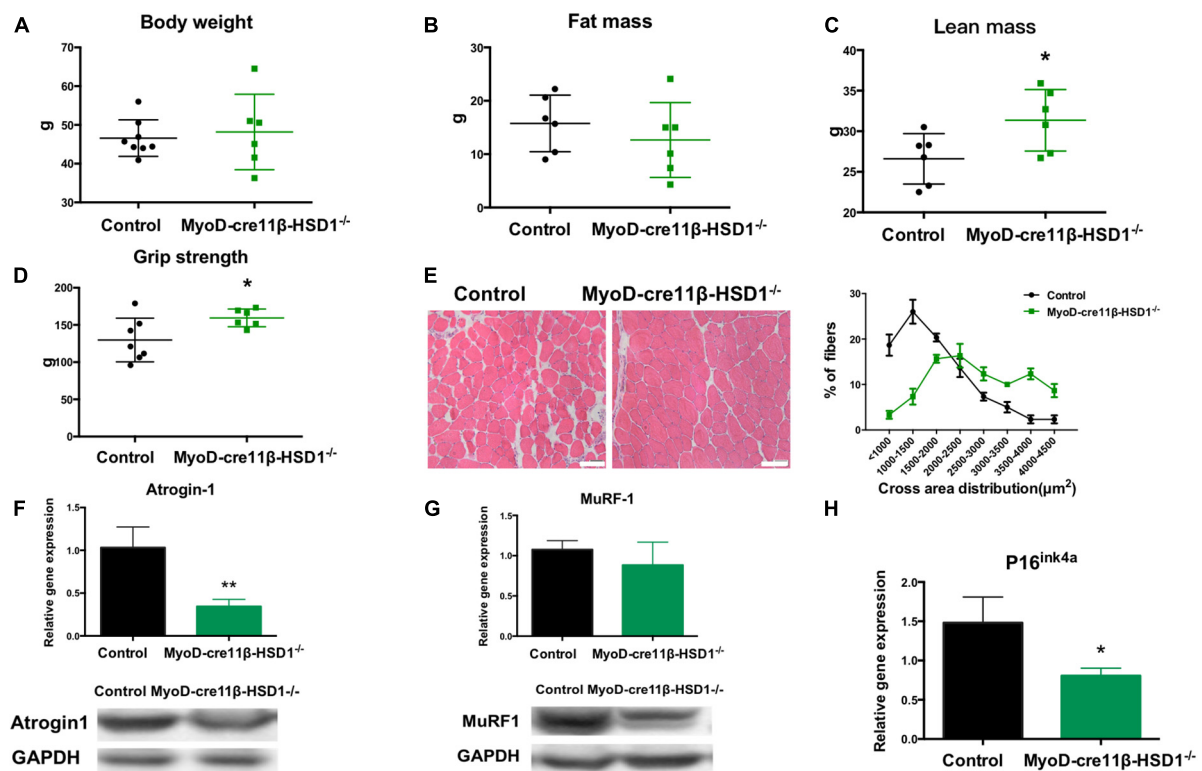 A
Body weight
g
70
60
50
40
30
Control MyoD-cre11β-HSD1-/-
B
Fat mass
g
30
20
10
0
Control MyoD-cre11β-HSD1-/-
C
Lean mass
g
40
35
30
25
20
Control MyoD-cre11β-HSD1-/-
*
D
Grip strength
g
200
150
100
50
0
Control MyoD-cre11β-HSD1-/-
*
E
Control MyoD-cre11β-HSD1-/-
% of fibers
30
20
10
0
Control
MyoD-cre11β-HSD1-/-
<1000
1000-1500
1500-2000
2000-2500
2500-3000
3000-3500
3500-4000
4000-4500
Cross area distribution(μm2)
F
Atrogin-1
Relative gene expression
1.5
1.0
0.5
0.0
**
Control MyoD-cre11β-HSD1-/-
Control MyoD-cre11β-HSD1-/-
Atrogin1
GAPDH
G
MuRF-1
Relative gene expression
1.5
1.0
0.5
0.0
Control MyoD-cre11β-HSD1-/-
Control MyoD-cre11β-HSD1-/-
MuRF1
GAPDH
H
P16ink4a
Relative gene expression
2.0
1.5
1.0
0.5
0.0
*
Control MyoD-cre11β-HSD1-/-